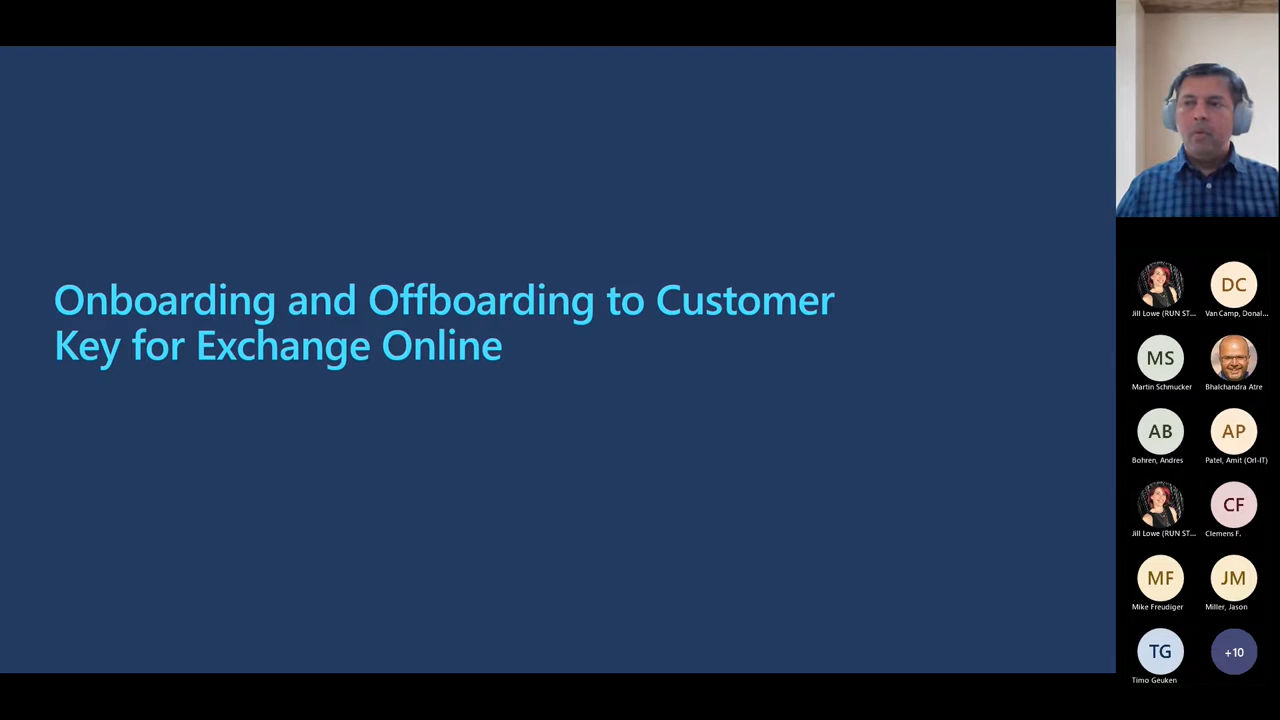 Onboarding and Offboarding to Customer
Key for Exchange Online
Jill Lowe (RUN ST...
DC
Van Camp, Donal...
MS
Martin Schmucker
Bhalchandra Atre
AB
Bohren, Andres
AP
Patel, Amit (Orl-IT)
Jill Lowe (RUN ST...
CF
Clemens F.
MF
Mike Freudiger
JM
Miller, Jason
TG
Timo Geuken
+10